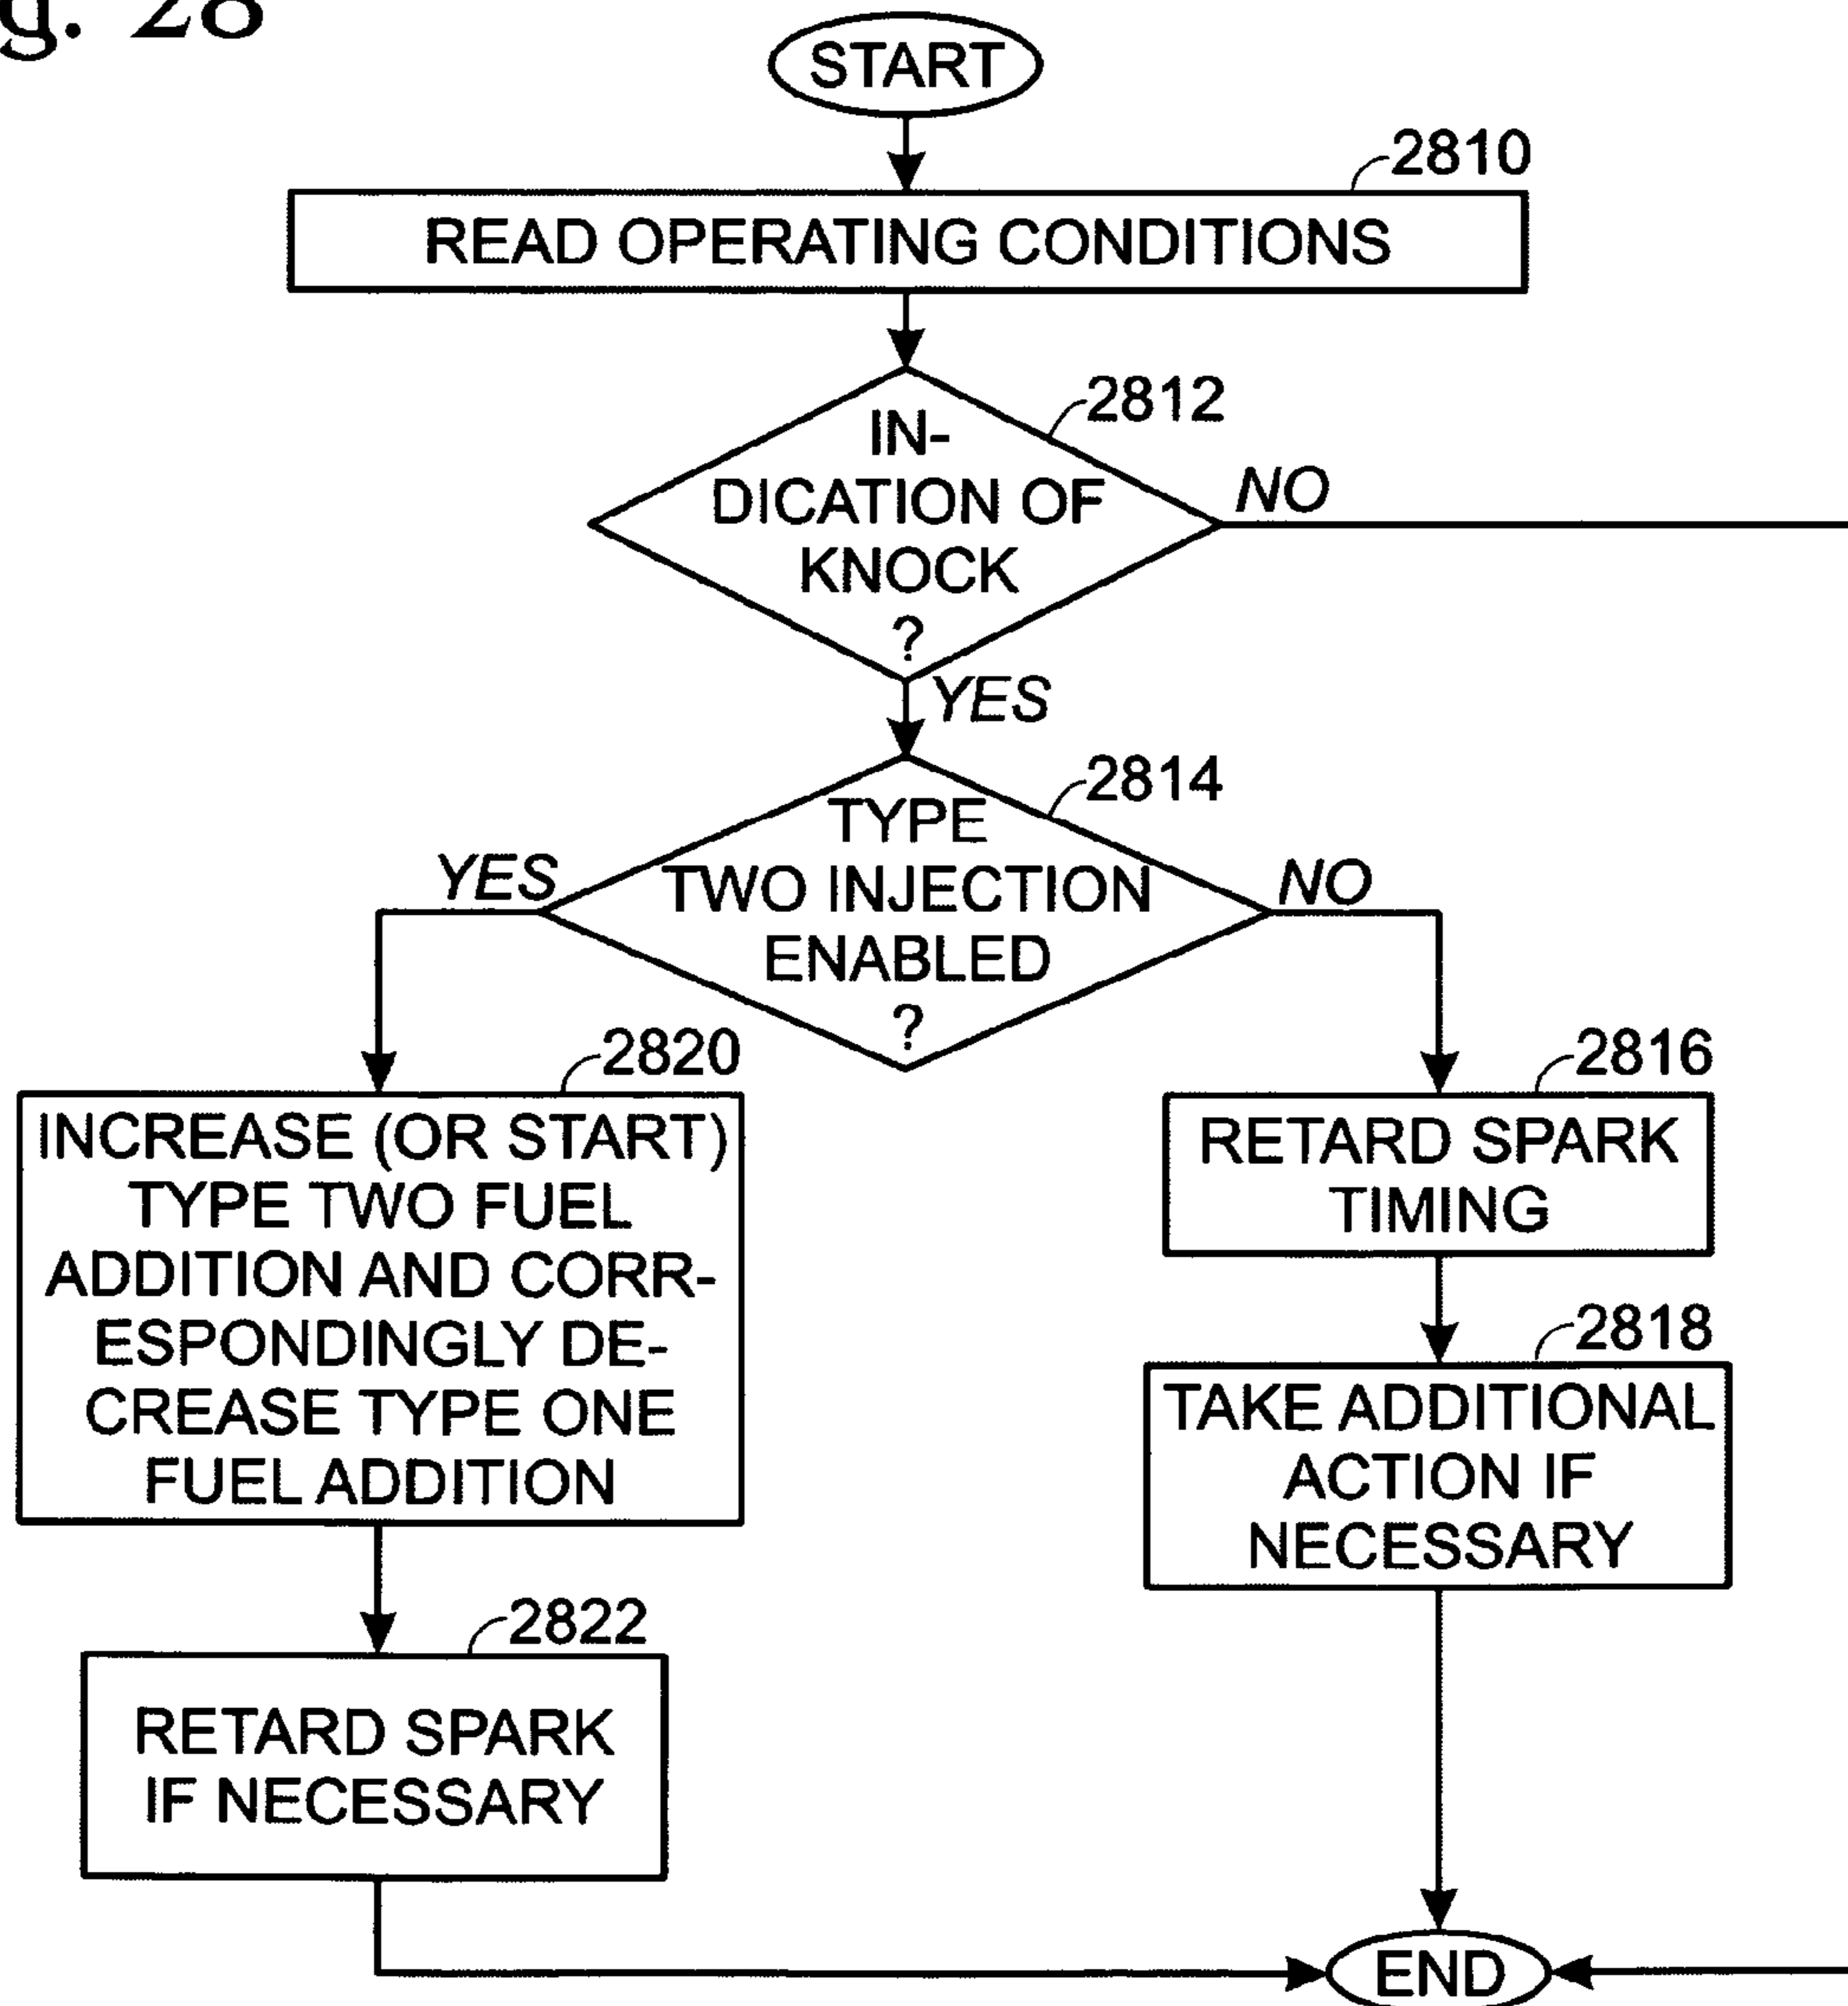 g. 28
START
2810
READ OPERATING CONDITIONS
2812
IN-
DICATION OF
KNOCK
?
NO
YES
2814
TYPE
TWO INJECTION
ENABLED
?
YES
NO
2820
INCREASE (OR START)
TYPE TWO FUEL
ADDITION AND CORR-
ESPONDINGLY DE-
CREASE TYPE ONE
FUEL ADDITION
2816
RETARD SPARK
TIMING
2818
TAKE ADDITIONAL
ACTION IF
NECESSARY
2822
RETARD SPARK
IF NECESSARY
END